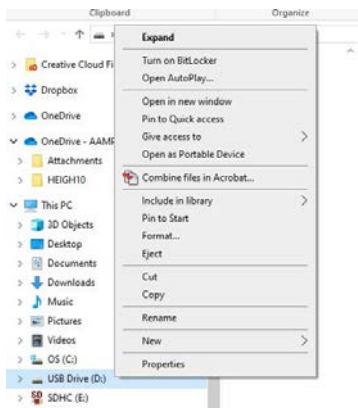 Clipboard
Organize
Creative Cloud Fi
Dropbox
OneDrive
OneDrive - AAMP
Attachments
HEIGH10
This PC
3D Objects
Desktop
Documents
Downloads
Music
Pictures
Videos
OS (C:)
USB Drive (D:)
SDHC (E:)
Expand
Turn on BitLocker
Open AutoPlay...
Open in new window
Pin to Quick access
Give access to
Open as Portable Device
Combine files in Acrobat...
Include in library
Pin to Start
Format...
Eject
Cut
Copy
Rename
New
Properties